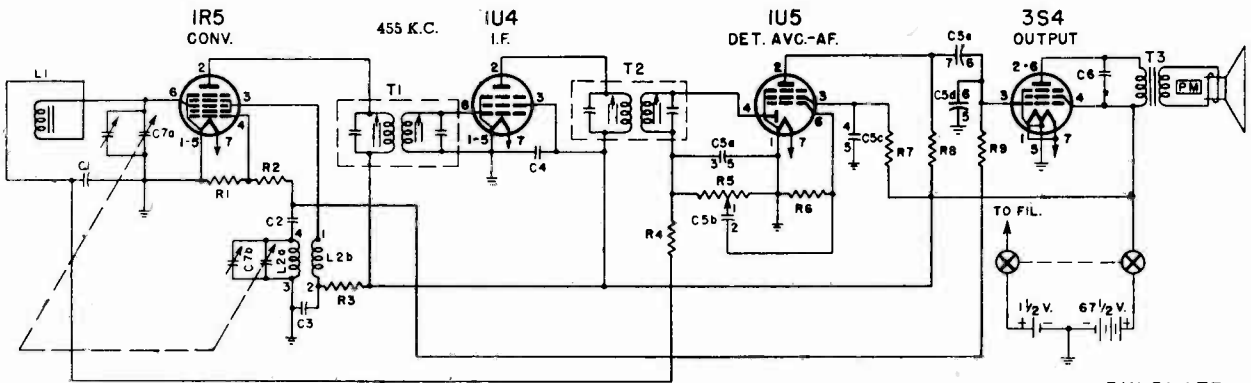 1R5
CONV.
455 K.C.
1U4
I.F.
1U5
DET. AVC.-AF.
3S4
OUTPUT
L1
C7a
C1
6
2
3
4
1-5
7
R1
R2
C2
C7b
L2a
4
3
1
L2b
2
C3
R3
T1
6
2
3
1-5
7
C4
T2
4
2
3
6
1
7
C5a
3 5
R5
1
C5b
2
R4
R6
4
5
C5c
R7
R8
C5e
7 6
C5d
6
5
R9
3
2-6
4
1
5
7
C6
T3
PM
TO FIL.
1½ V.
+ -
67½ V.
- +